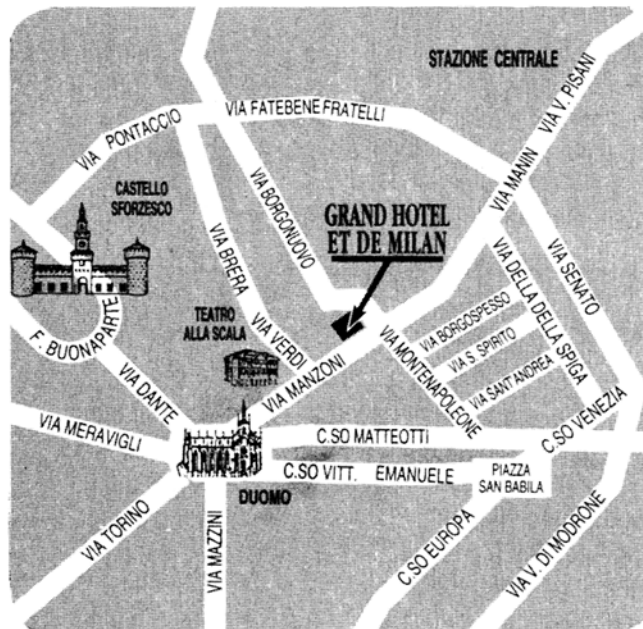 STAZIONE CENTRALE
VIA V. PISANI
VIA FATEBENEFRATELLI
VIA PONTACCIO
VIA MANIN
CASTELLO
SFORZESCO
VIA BORGONUOVO
GRAND HOTEL
ET DE MILAN
VIA BRERA
VIA SENATO
VIA DELLA DELLA SPIGA
TEATRO
ALLA SCALA
VIA VERDI
VIA BORGOSPESSO
VIA S. SPIRITO
VIA SANT'ANDREA
F. BUONAPARTE
VIA MONTENAPOLEONE
VIA MANZONI
VIA DANTE
C.SO VENEZIA
VIA MERAVIGLI
C.SO MATTEOTTI
C.SO VITT. EMANUELE
PIAZZA
SAN BABILA
DUOMO
VIA TORINO
VIA MAZZINI
C.SO EUROPA
VIA V. DI MODRONE